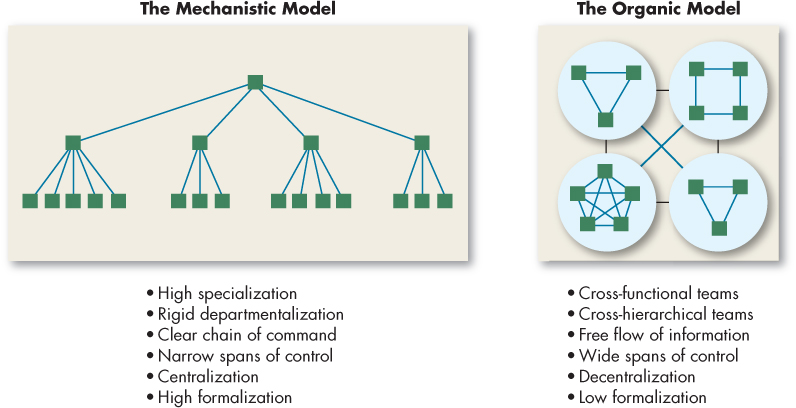 The Mechanistic Model
• High specialization
• Rigid departmentalization
• Clear chain of command
• Narrow spans of control
• Centralization
• High formalization
The Organic Model
• Cross-functional teams
• Cross-hierarchical teams
• Free flow of information
• Wide spans of control
• Decentralization
• Low formalization